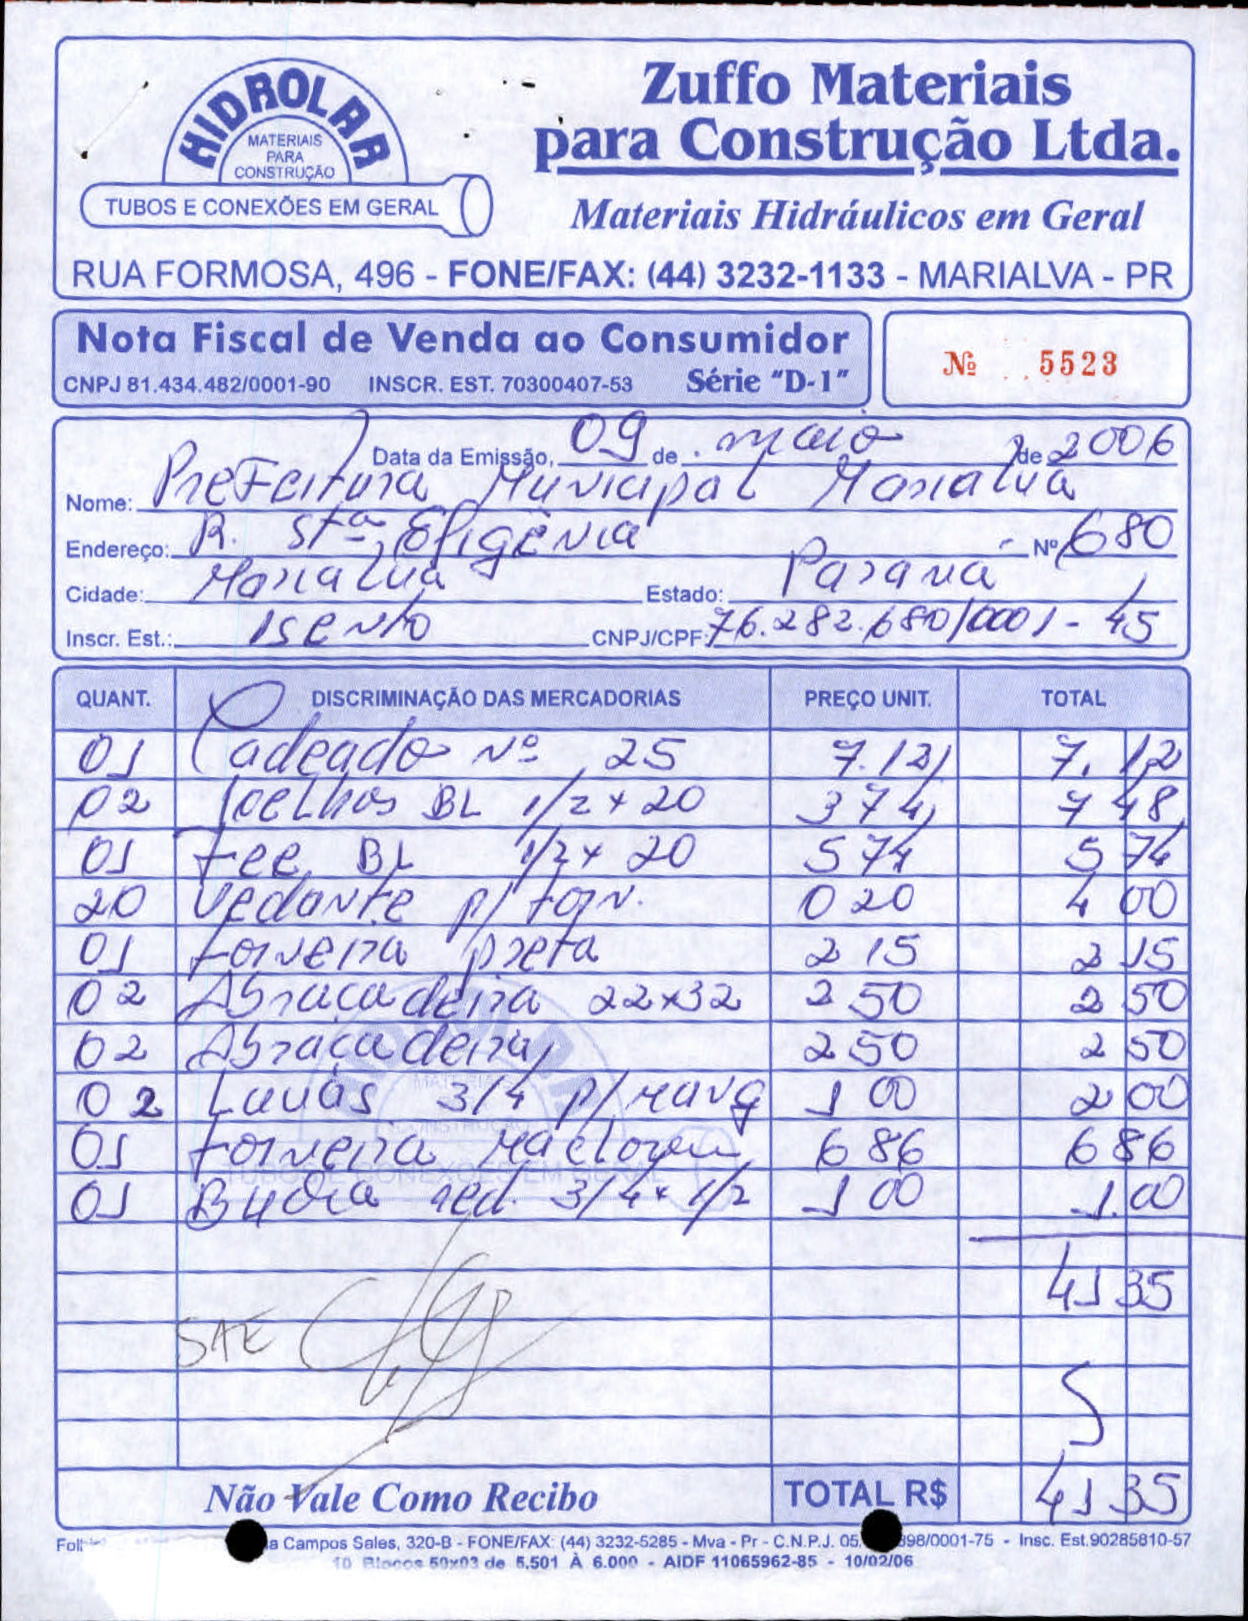 HIDROLAR
MATERIAIS
PARA
CONSTRUÇÃO
TUBOS E CONEXÕES EM GERAL
Zuffo Materiais
para Construção Ltda.
Materiais Hidráulicos em Geral
RUA FORMOSA, 496 - FONE/FAX: (44) 3232-1133 - MARIALVA - PR
Nota Fiscal de Venda ao Consumidor
CNPJ 81.434.482/0001-90 INSCR. EST. 70300407-53 Série "D-1"
Nº 5523
Data da Emissão, 09 de maio de 2006
Nome: Prefeitura Municipal Marialva
Endereço: R. Stª Efigênia Nº 680
Cidade: Marialva Estado: Parana
Inscr. Est.: Isento CNPJ/CPF: 76.282.680/0001-45
QUANT. DISCRIMINAÇÃO DAS MERCADORIAS PREÇO UNIT. TOTAL
01 Cadeado Nº 25 7.12 7.12
02 Joelhos BL 1/2 x 20 3 74 7 48
01 Tee BL 1/2 x 20 5 74 5 74
20 Vedante p/ torn. 0 20 4 00
01 Torneira preta 2 15 2 15
02 Abraçadeira 22x32 2 50 2 50
02 Abraçadeira 2 50 2 50
02 Luvas 3/4 p/ mang 1 00 2 00
01 Torneira 6 86 6 86
01 Bucha red. 3/4 x 1/2 1 00 1.00
41 35
SAE
Não Vale Como Recibo TOTAL R$ 41 35
a Campos Sales, 320-B - FONE/FAX: (44) 3232-5285 - Mva - Pr - C.N.P.J. 05. 398/0001-75 - Insc. Est.90285810-57
10 Blocos 50x03 de 5.501 À 6.000 - AIDF 11065962-85 - 10/02/06